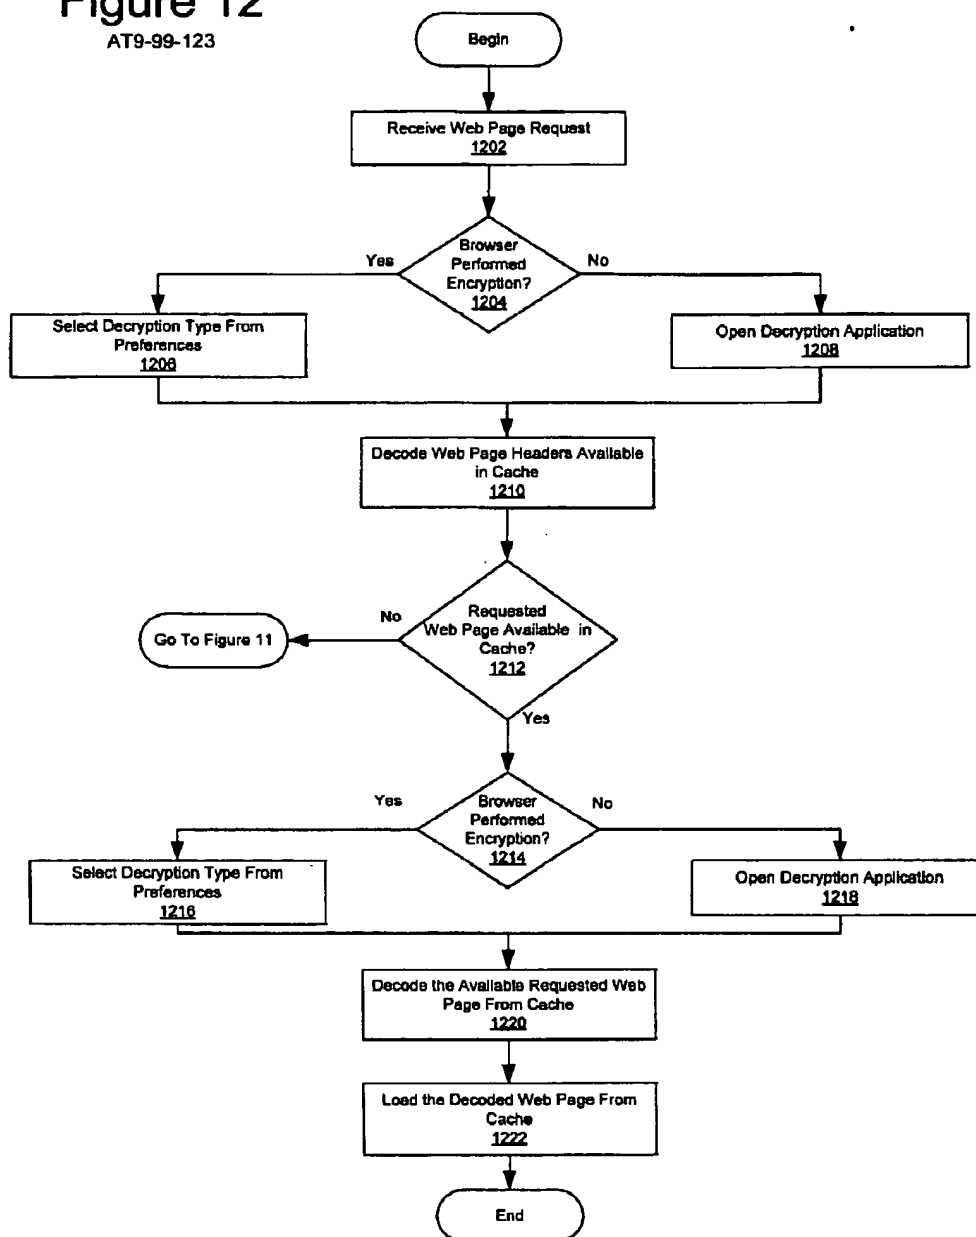 Figure 12
AT9-99-123
Begin
Receive Web Page Request
1202
Browser
Performed
Encryption?
1204
Yes
No
Select Decryption Type From
Preferences
1206
Open Decryption Application
1208
Decode Web Page Headers Available
in Cache
1210
Requested
Web Page Available in
Cache?
1212
No
Go To Figure 11
Yes
Browser
Performed
Encryption?
1214
Yes
No
Select Decryption Type From
Preferences
1216
Open Decryption Application
1218
Decode the Available Requested Web
Page From Cache
1220
Load the Decoded Web Page From
Cache
1222
End